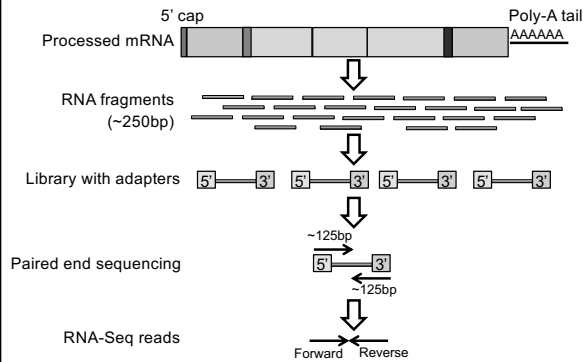 5’ cap
Poly-A tail
Processed mRNA
AAAAAA
RNA fragments
(~250bp)
Library with adapters
5’ 3’ 5’ 3’ 5’ 3’ 5’ 3’
~125bp
Paired end sequencing
5’ 3’
~125bp
RNA-Seq reads
Forward Reverse